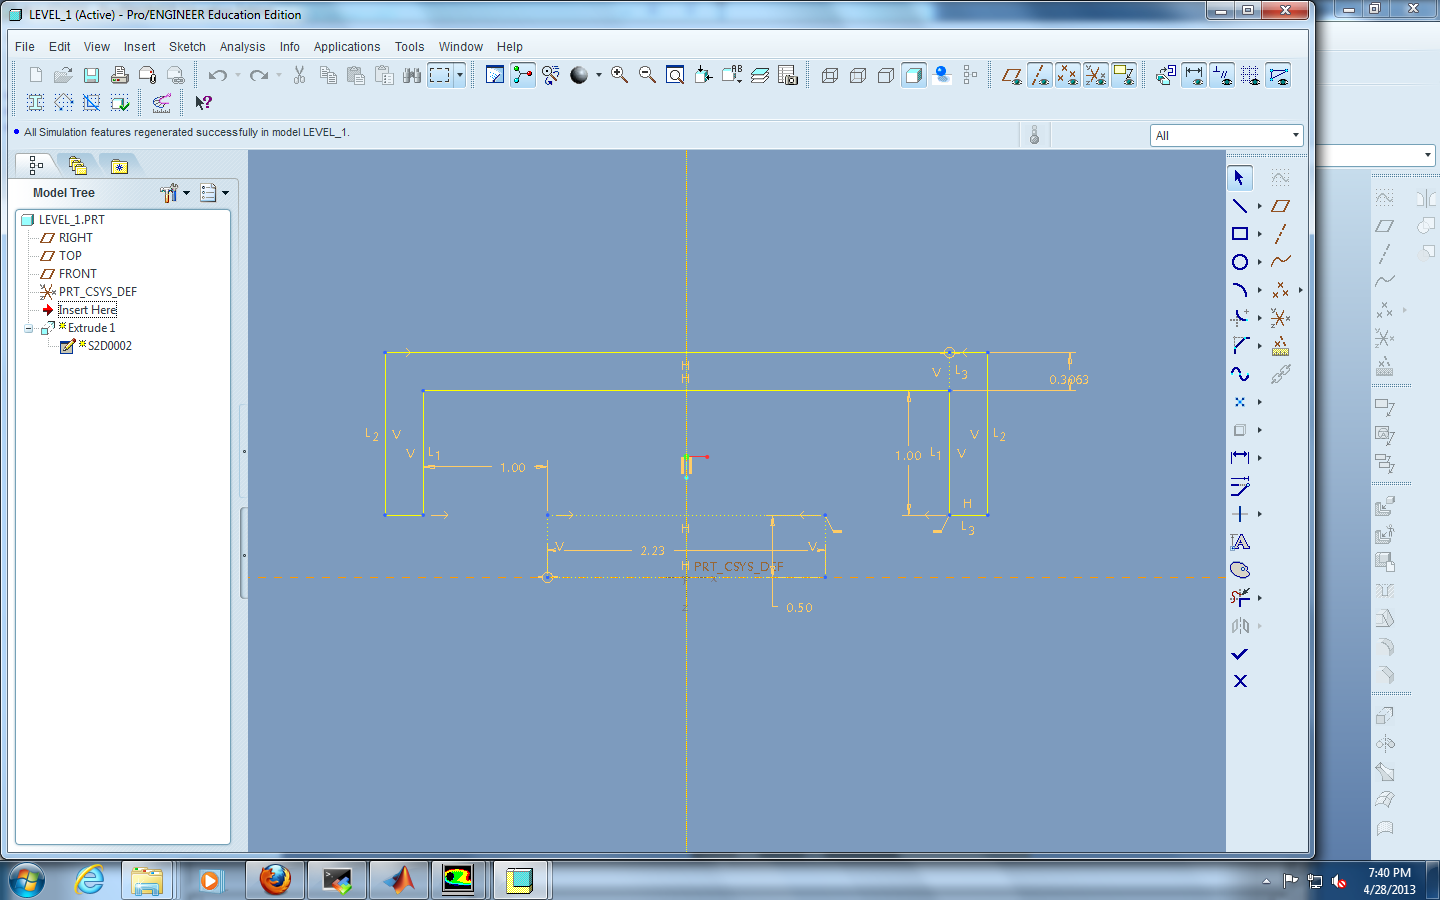 LEVEL_1 (Active) - Pro/ENGINEER Education Edition
File Edit View Insert Sketch Analysis Info Applications Tools Window Help
All Simulation features regenerated successfully in model LEVEL_1.
All
Model Tree
LEVEL_1.PRT
RIGHT
TOP
FRONT
PRT_CSYS_DEF
Insert Here
Extrude 1
S2D0002
H
H
V L3
0.3063
L2 V
V L1
1.00
1.00 L1 V
V L2
H
L3
H
V
2.23
V
H
PRT_CSYS_DEF
0.50
7:40 PM
4/28/2013